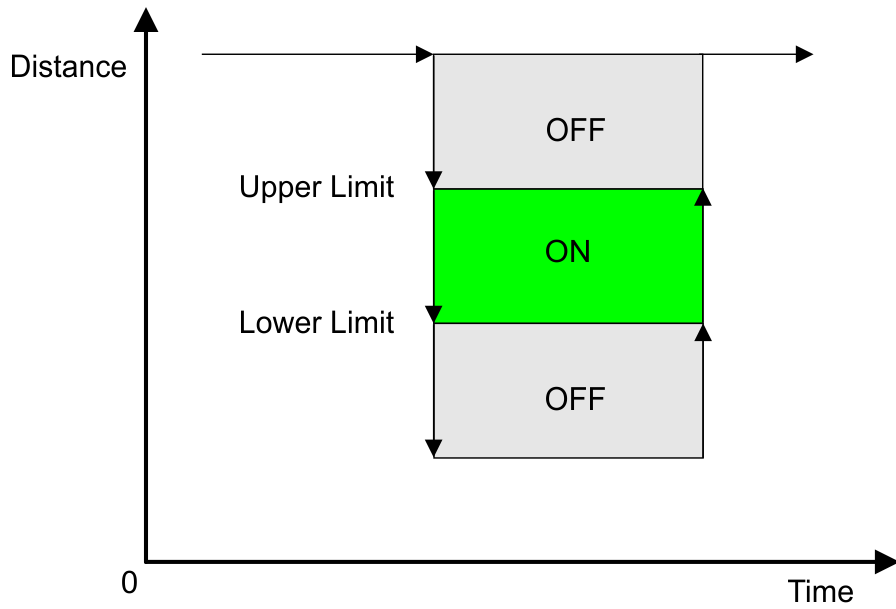 Distance
OFF
Upper Limit
ON
Lower Limit
OFF
0
Time